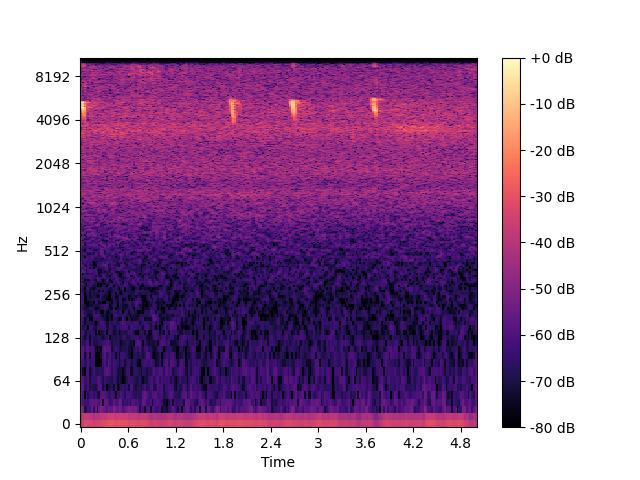 8192
4096
2048
1024
512
256
128
64
0
Hz
0 0.6 1.2 1.8 2.4 3 3.6 4.2 4.8
Time
+0 dB
-10 dB
-20 dB
-30 dB
-40 dB
-50 dB
-60 dB
-70 dB
-80 dB